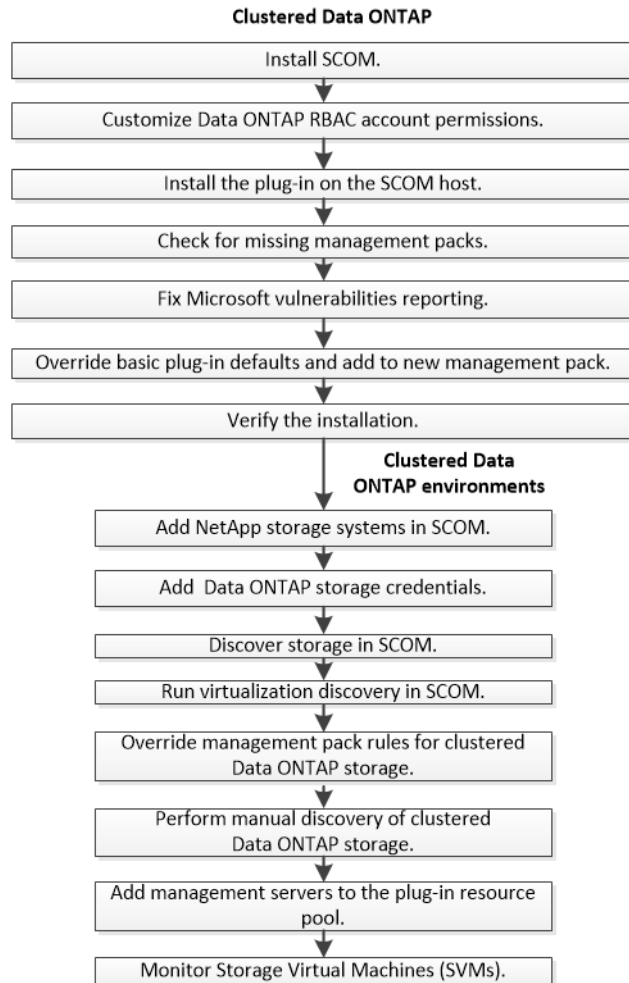 Clustered Data ONTAP
Install SCOM.
Customize Data ONTAP RBAC account permissions.
Install the plug-in on the SCOM host.
Check for missing management packs.
Fix Microsoft vulnerabilities reporting.
Override basic plug-in defaults and add to new management pack.
Verify the installation.
Clustered Data
ONTAP environments
Add NetApp storage systems in SCOM.
Add Data ONTAP storage credentials.
Discover storage in SCOM.
Run virtualization discovery in SCOM.
Override management pack rules for clustered
Data ONTAP storage.
Perform manual discovery of clustered
Data ONTAP storage.
Add management servers to the plug-in resource
pool.
Monitor Storage Virtual Machines (SVMs).